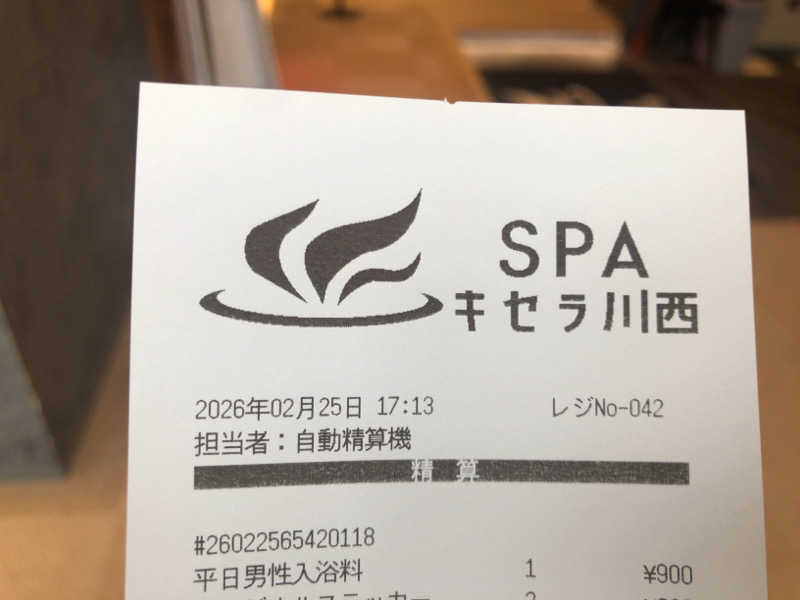 SPA
キセラ川西
2026年02月25日 17:13 レジNo-042
担当者：自動精算機
精 算
#26022565420118
平日男性入浴料 1 ¥900